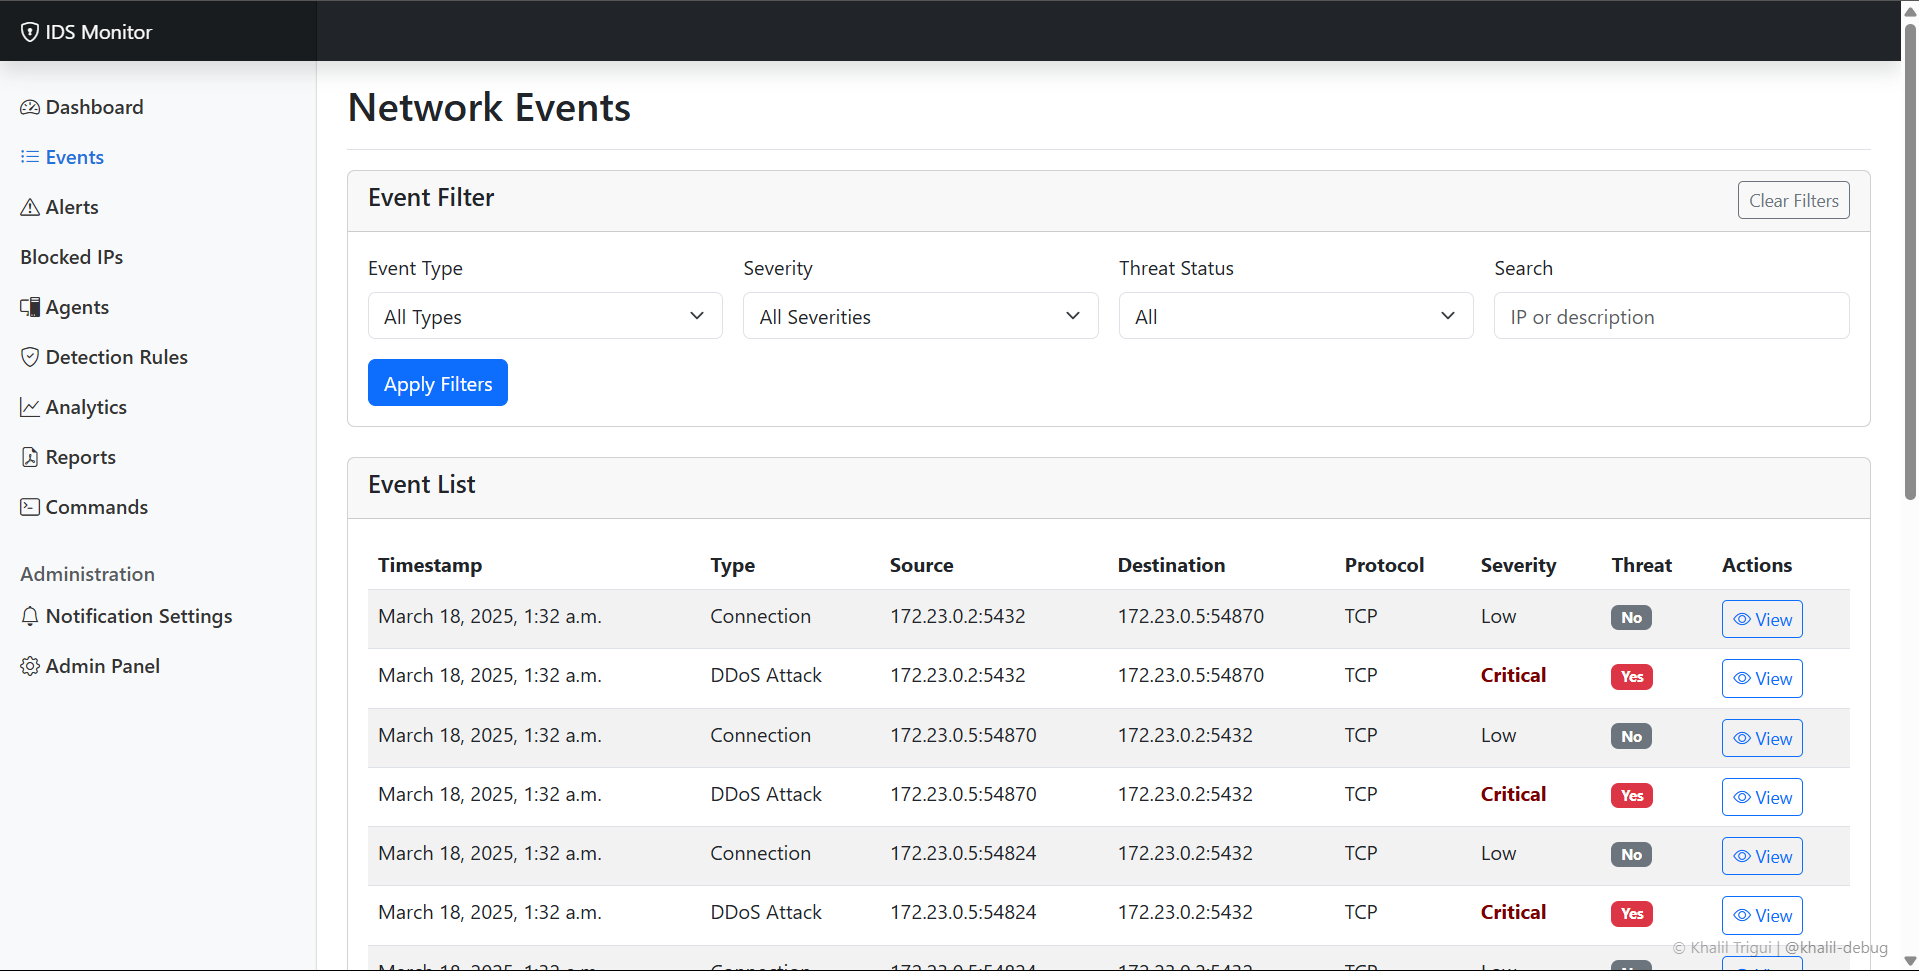 IDS Monitor
Dashboard
Events
Alerts
Blocked IPs
Agents
Detection Rules
Analytics
Reports
Commands
Administration
Notification Settings
Admin Panel
Network Events
Event Filter
Clear Filters
Event Type
Severity
Threat Status
Search
All Types
All Severities
All
IP or description
Apply Filters
Event List
Timestamp Type Source Destination Protocol Severity Threat Actions
March 18, 2025, 1:32 a.m. Connection 172.23.0.2:5432 172.23.0.5:54870 TCP Low No View
March 18, 2025, 1:32 a.m. DDoS Attack 172.23.0.2:5432 172.23.0.5:54870 TCP Critical Yes View
March 18, 2025, 1:32 a.m. Connection 172.23.0.5:54870 172.23.0.2:5432 TCP Low No View
March 18, 2025, 1:32 a.m. DDoS Attack 172.23.0.5:54870 172.23.0.2:5432 TCP Critical Yes View
March 18, 2025, 1:32 a.m. Connection 172.23.0.5:54824 172.23.0.2:5432 TCP Low No View
March 18, 2025, 1:32 a.m. DDoS Attack 172.23.0.5:54824 172.23.0.2:5432 TCP Critical Yes View
© Khalil Trigui | @khalil-debug